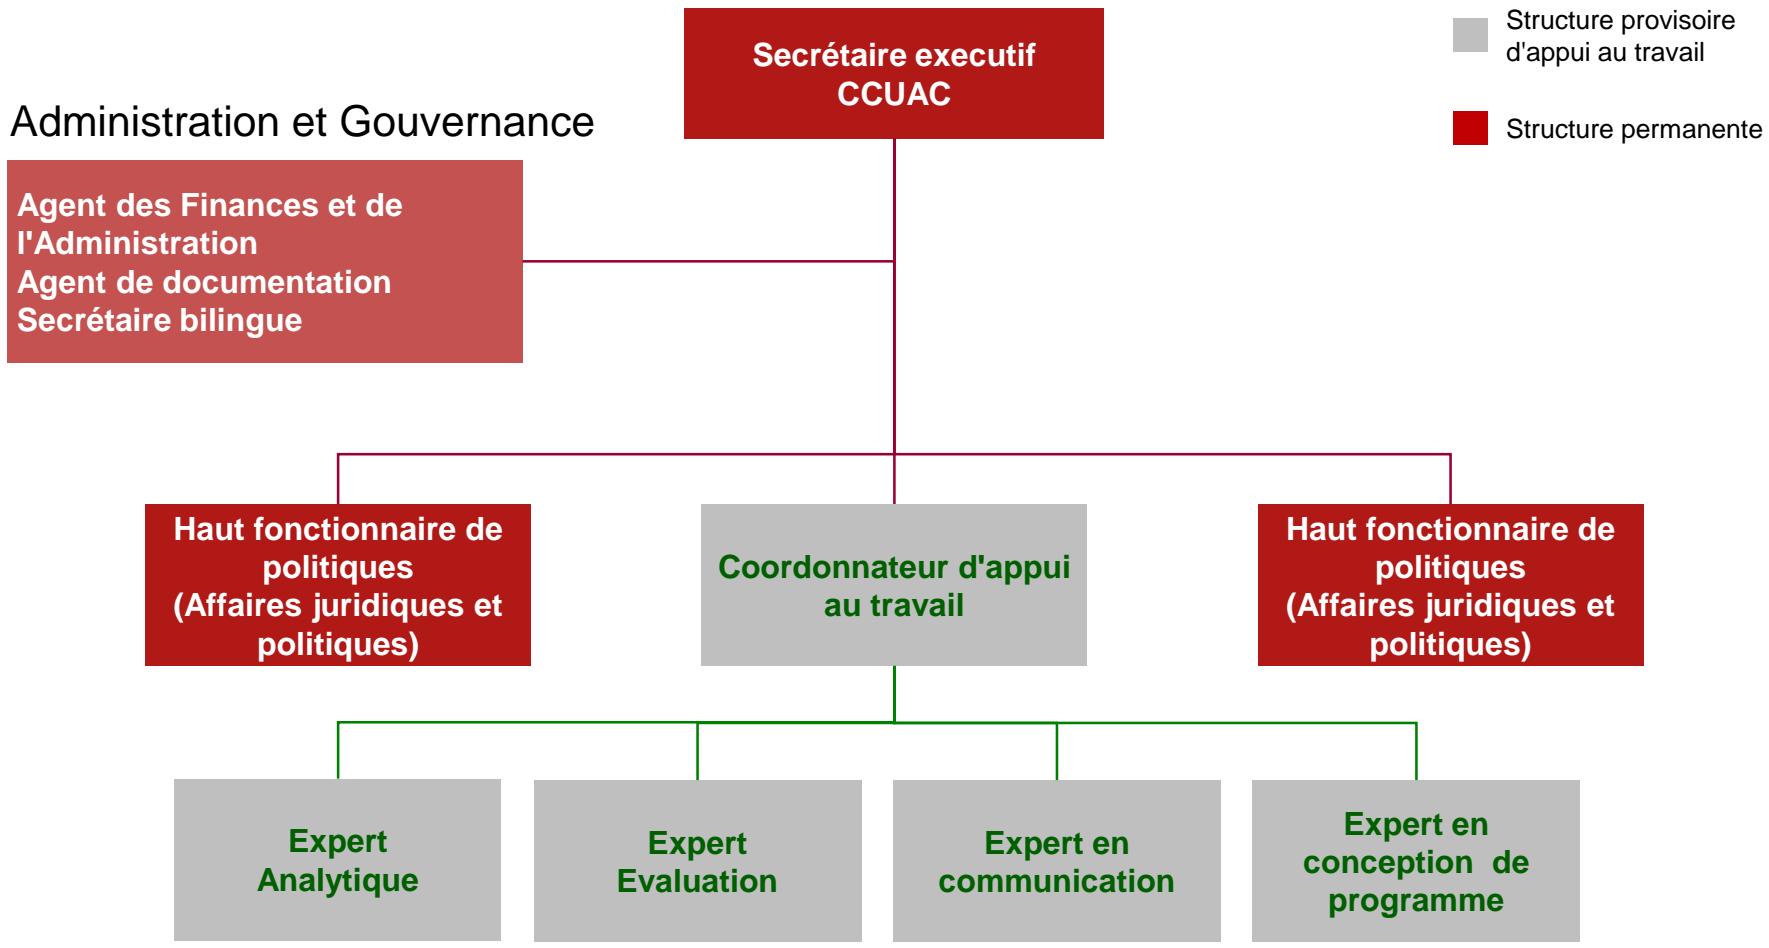 Secrétaire executif
CCUAC
Structure provisoire
d'appui au travail
Structure permanente
Administration et Gouvernance
Agent des Finances et de
l'Administration
Agent de documentation
Secrétaire bilingue
Haut fonctionnaire de
politiques
(Affaires juridiques et
politiques)
Coordonnateur d'appui
au travail
Haut fonctionnaire de
politiques
(Affaires juridiques et
politiques)
Expert
Analytique
Expert
Evaluation
Expert en
communication
Expert en
conception de
programme